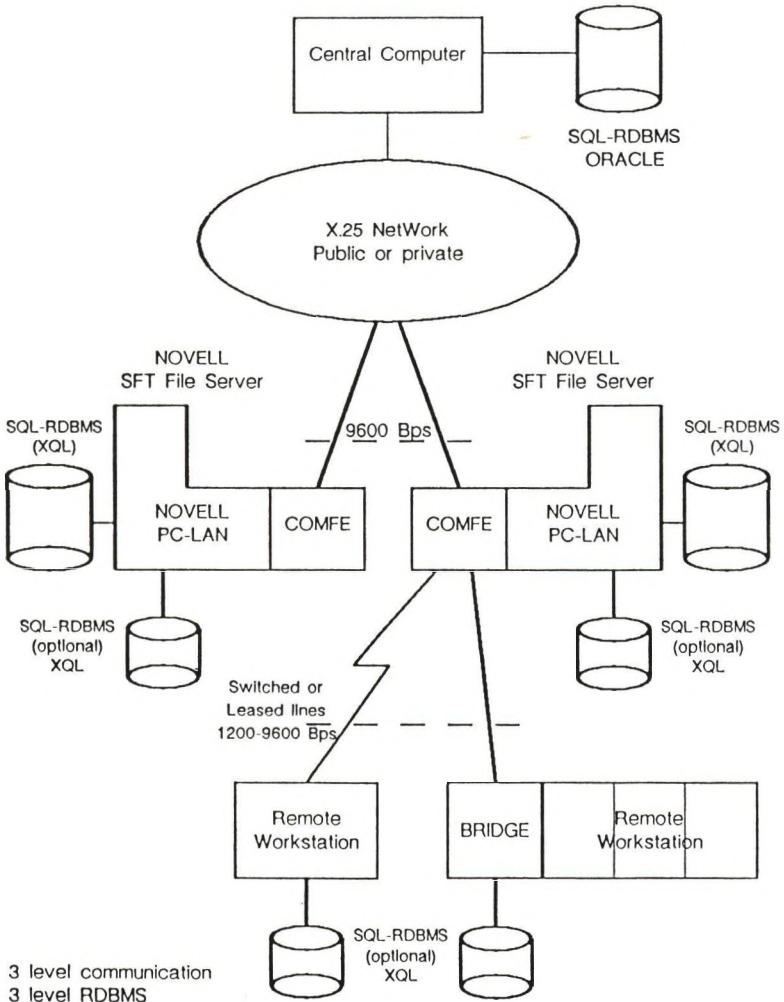 Central Computer
SQL-RDBMS
ORACLE
X.25 NetWork
Public or private
NOVELL
SFT File Server
NOVELL
SFT File Server
SQL-RDBMS
(XQL)
9600 Bps
SQL-RDBMS
(XQL)
NOVELL
PC-LAN
COMFE
COMFE
NOVELL
PC-LAN
SQL-RDBMS
(optional)
XQL
SQL-RDBMS
(optional)
XQL
Switched or
Leased lines
1200-9600 Bps
Remote
Workstation
BRIDGE
Remote
Workstation
SQL-RDBMS
(optional)
XQL
3 level communication
3 level RDBMS